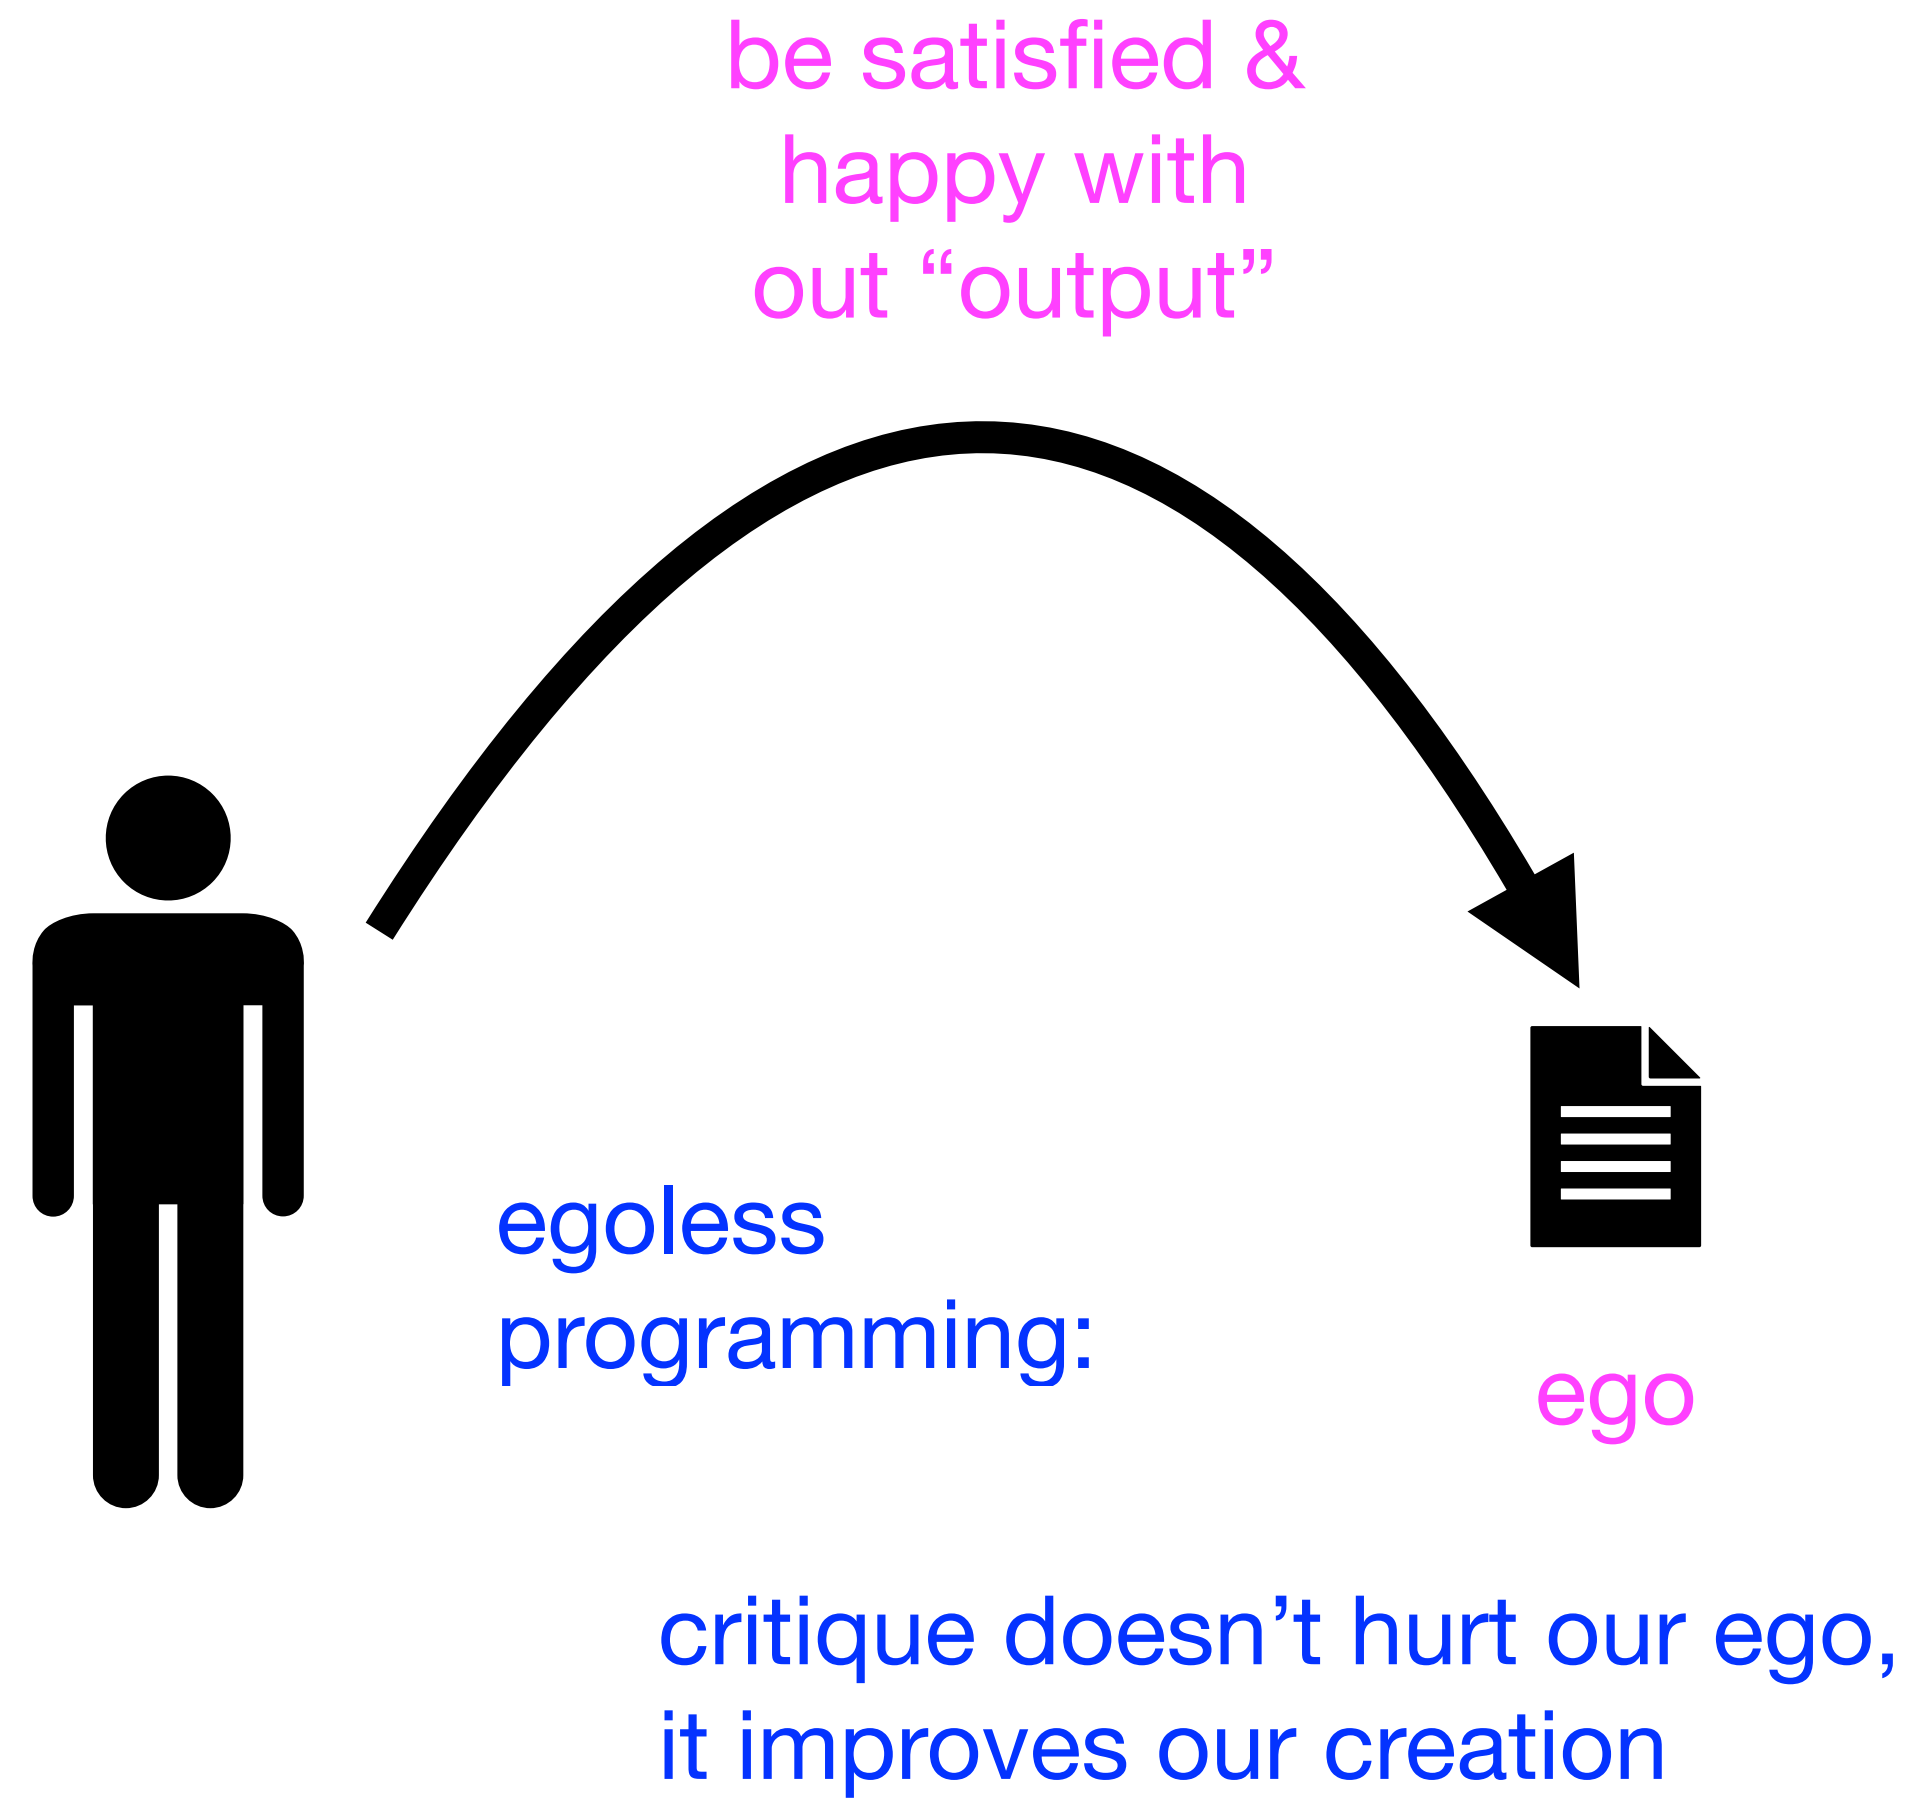 be satisfied &
happy with
out “output”
egoless
programming:
ego
critique doesn’t hurt our ego,
it improves our creation